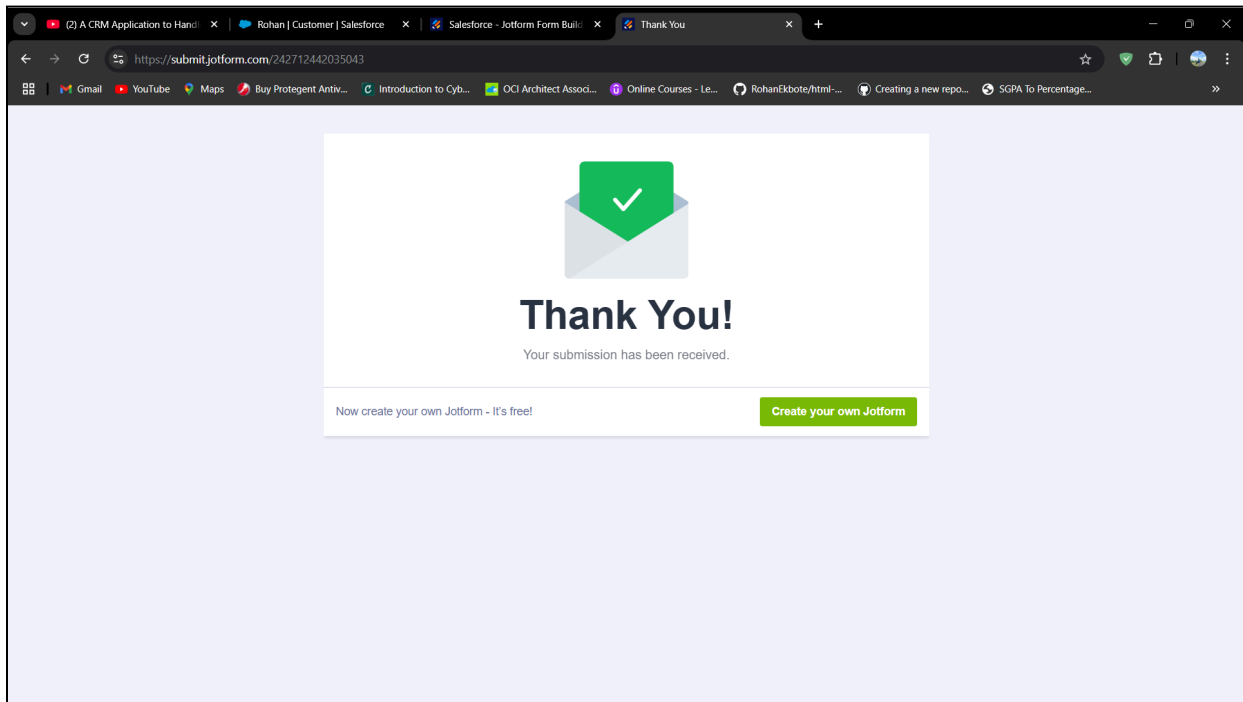 (2) A CRM Application to Handl
Rohan | Customer | Salesforce
Salesforce - Jotform Form Build
Thank You
https://submit.jotform.com/242712442035043
Gmail YouTube Maps Buy Protegent Antiv... Introduction to Cyb... OCI Architect Associ... Online Courses - Le... RohanEkbote/html-... Creating a new repo... SGPA To Percentage...
Thank You!
Your submission has been received.
Now create your own Jotform - It's free!
Create your own Jotform